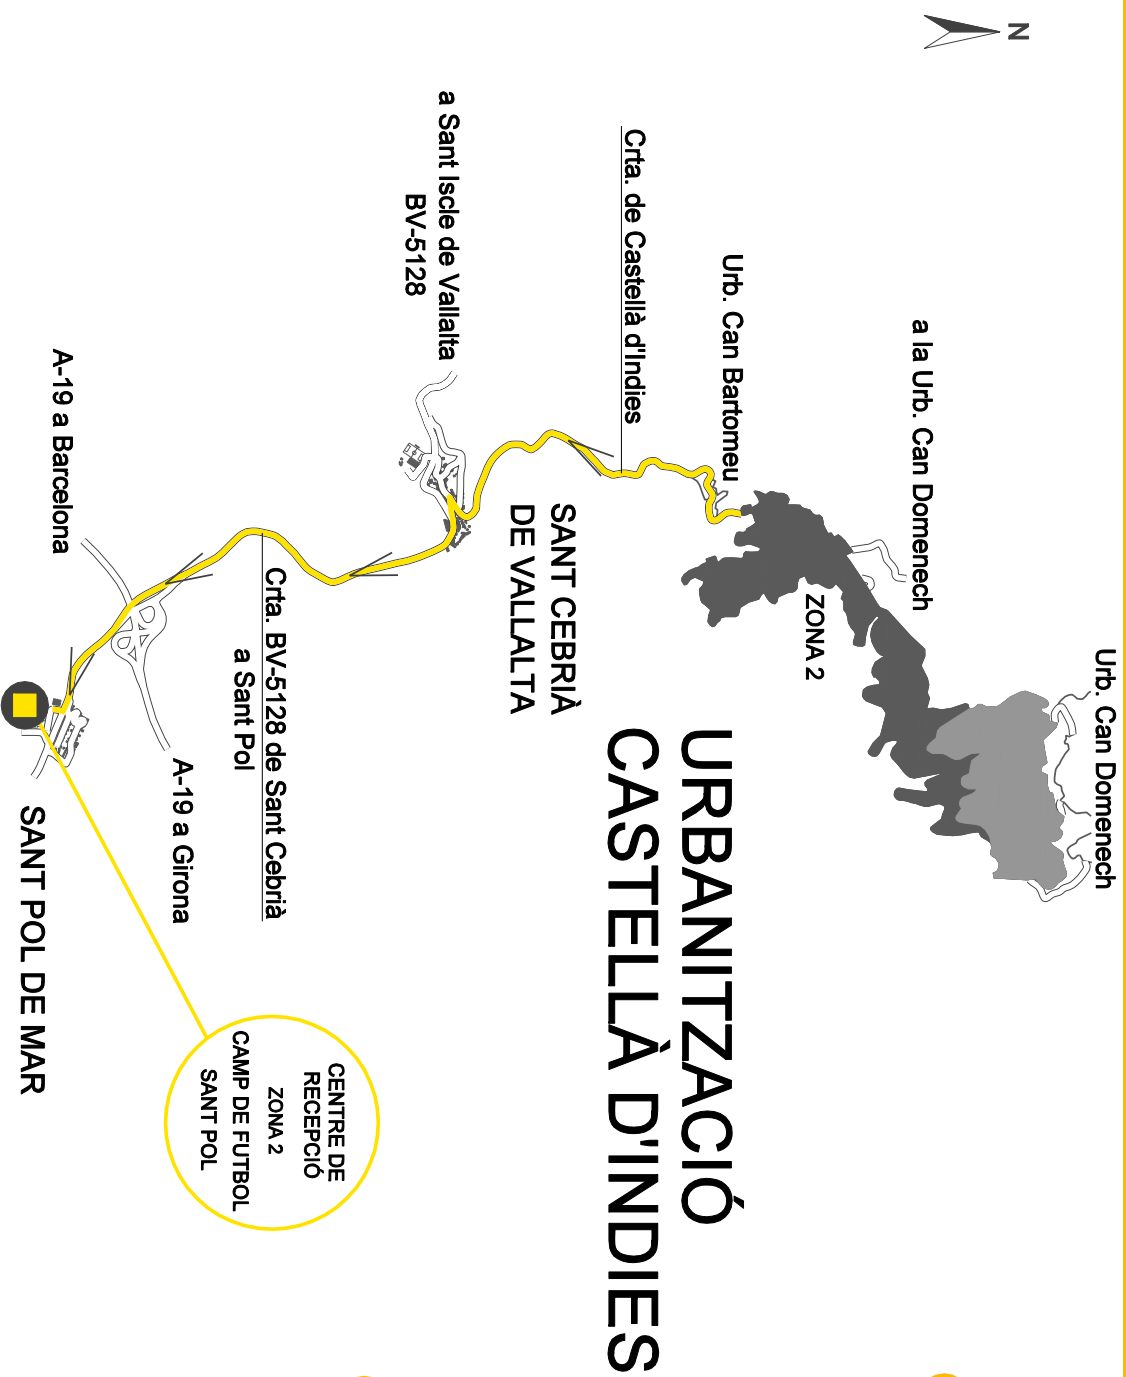 N
Urb. Can Domenech
a la Urb. Can Domenech
ZONA 2
Urb. Can Bartomeu
URBANITZACIÓ
CASTELLÀ D'INDIES
Crta. de Castellà d'Indies
SANT CEBRIÀ
DE VALLALTA
a Sant Iscle de Vallalta
BV-5128
CENTRE DE
RECEPCIÓ
ZONA 2
CAMP DE FUTBOL
SANT POL
Crta. BV-5128 de Sant Cebrià
a Sant Pol
A-19 a Girona
A-19 a Barcelona
SANT POL DE MAR